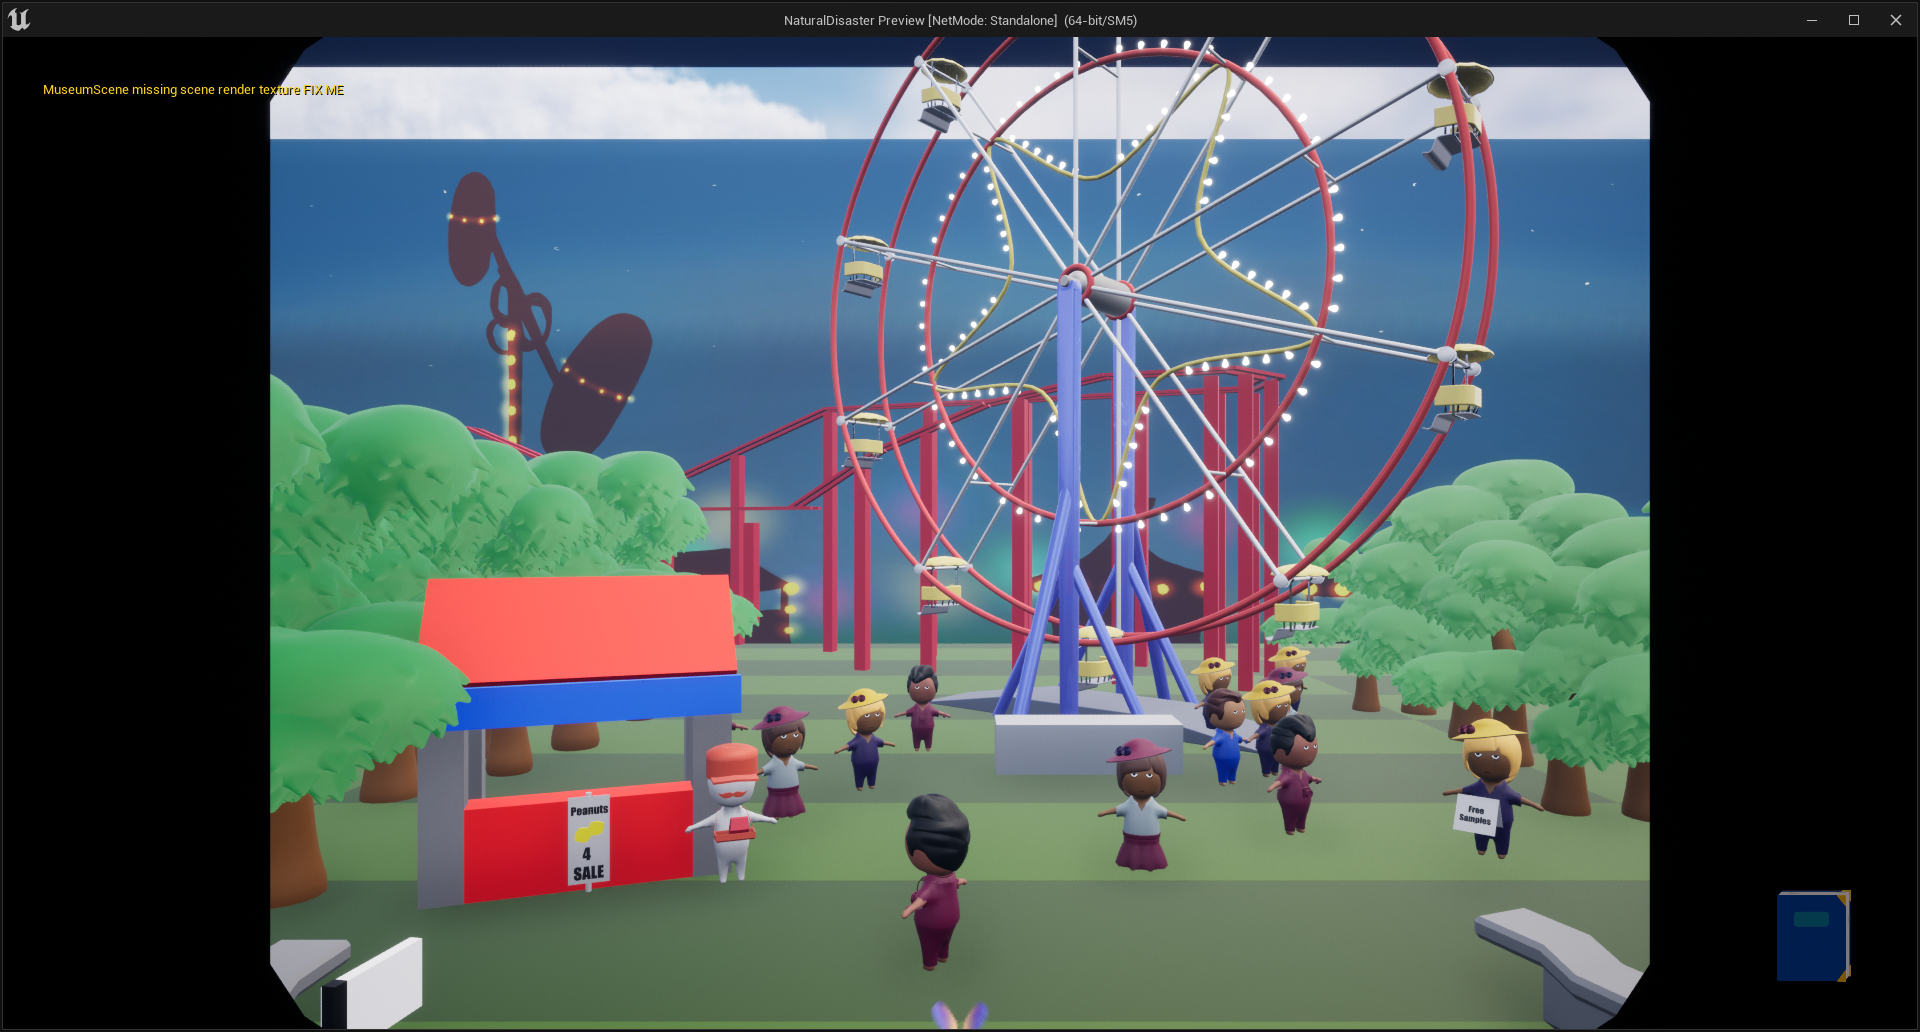 NaturalDisaster Preview [NetMode: Standalone] (64-bit/SM5)
MuseumScene missing scene render texture FIX ME
Peanuts
4
SALE
Free
Samples